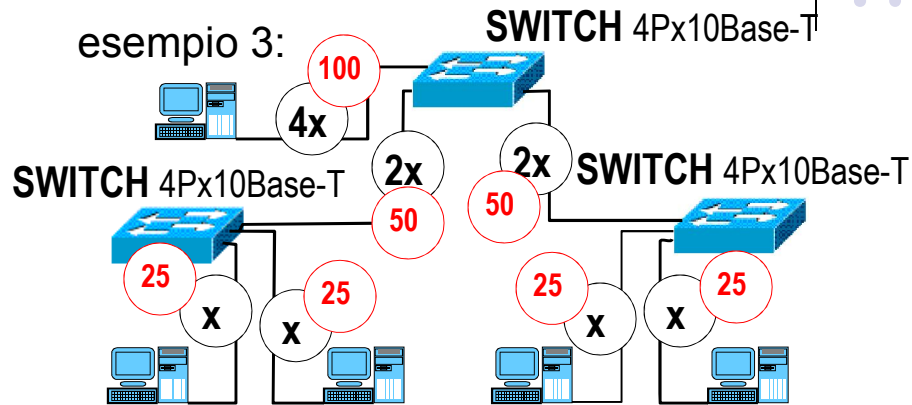 SWITCH 4Px10Base-T
esempio 3:
100
4x
2x
2x
SWITCH 4Px10Base-T
SWITCH 4Px10Base-T
50
50
25
25
25
25
x
x
x
x